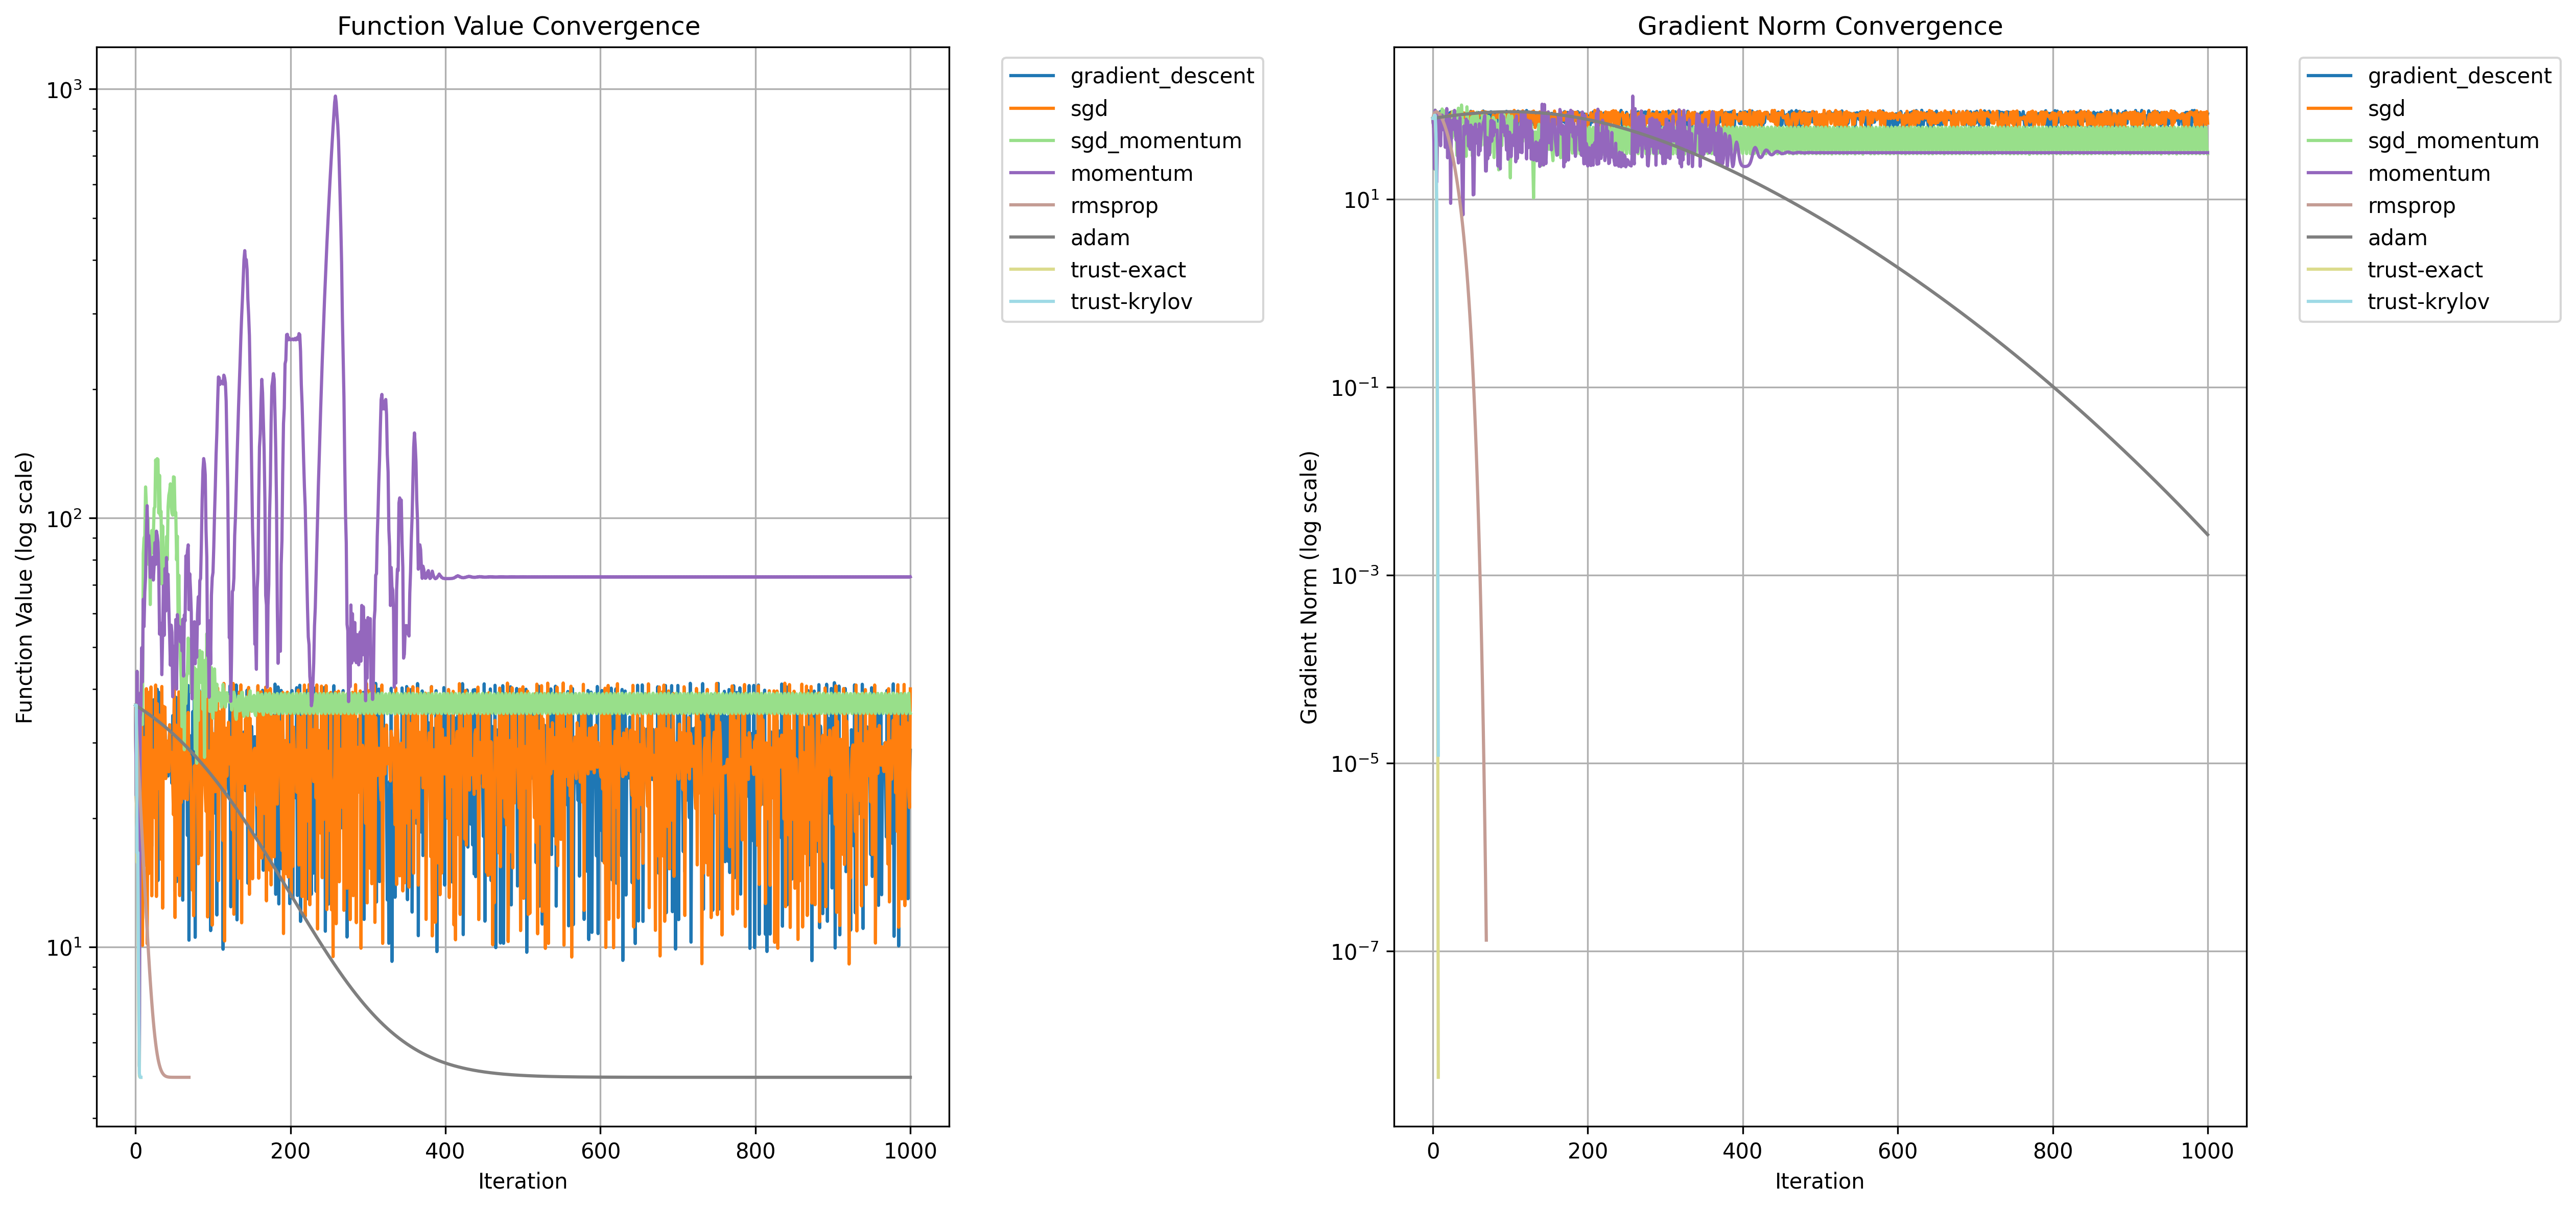 Function Value Convergence
Function Value (log scale)
10³
10²
10¹
0 200 400 600 800 1000
Iteration
gradient_descent
sgd
sgd_momentum
momentum
rmsprop
adam
trust-exact
trust-krylov
Gradient Norm Convergence
Gradient Norm (log scale)
10¹
10⁻¹
10⁻³
10⁻⁵
10⁻⁷
0 200 400 600 800 1000
Iteration
gradient_descent
sgd
sgd_momentum
momentum
rmsprop
adam
trust-exact
trust-krylov